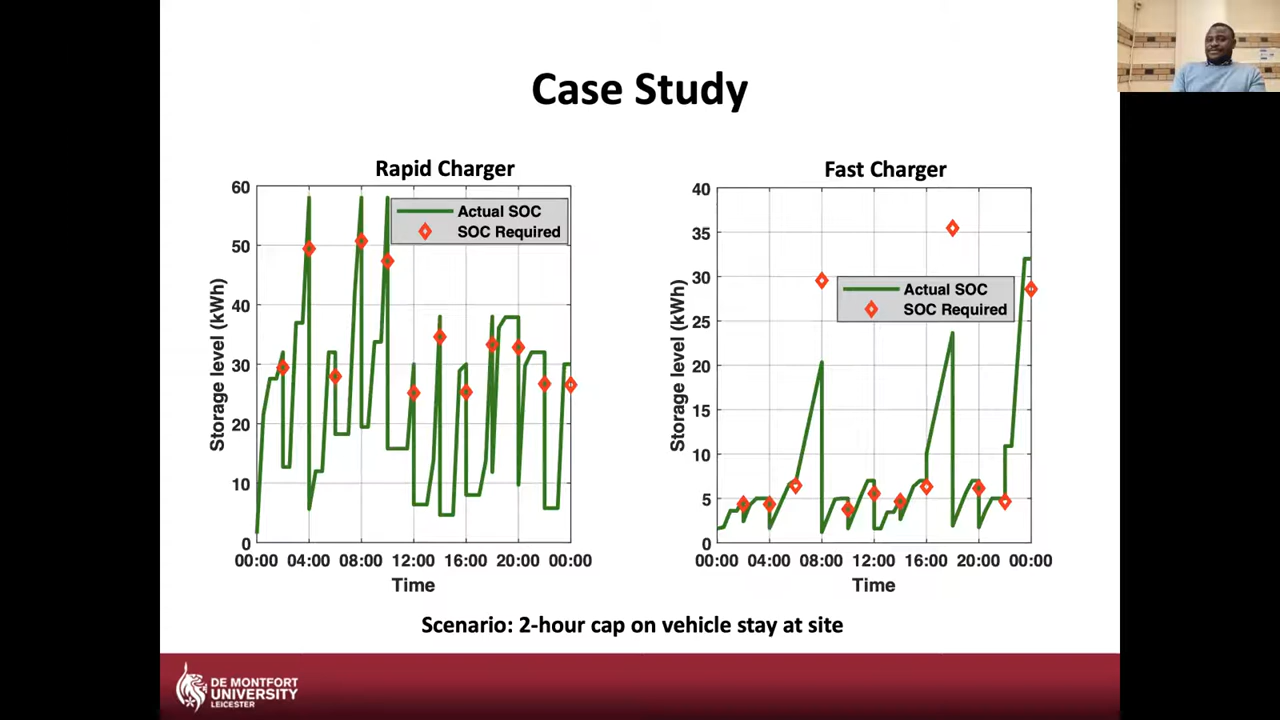 Case Study
Rapid Charger
60
50
40
30
20
10
0
Storage level (kWh)
Actual SOC
SOC Required
00:00 04:00 08:00 12:00 16:00 20:00 00:00
Time
Fast Charger
40
35
30
25
20
15
10
5
0
Storage level (kWh)
Actual SOC
SOC Required
00:00 04:00 08:00 12:00 16:00 20:00 00:00
Time
Scenario: 2-hour cap on vehicle stay at site
DE MONTFORT
UNIVERSITY
LEICESTER